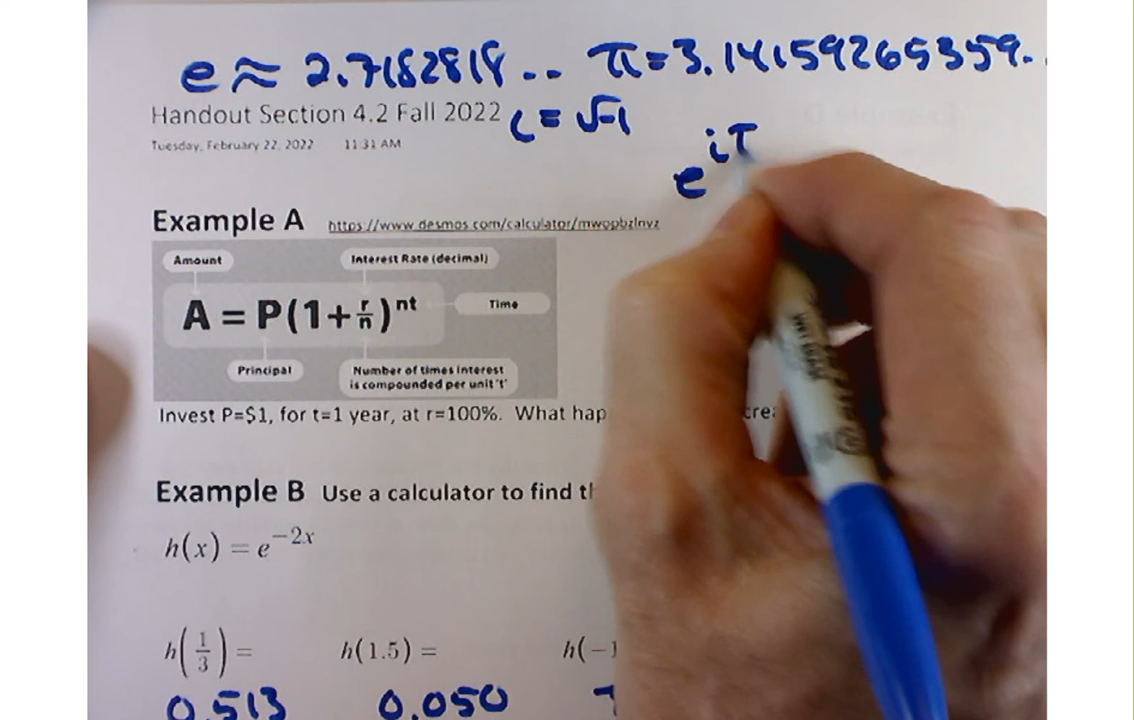 e ≈ 2.7182818... π = 3.14159265359..
Handout Section 4.2 Fall 2022 i = √-1
Tuesday, February 22, 2022 11:31 AM
e^i
Example A https://www.desmos.com/calculator/mwopbzlnvz
Amount Interest Rate (decimal)
A = P(1+r/n)^nt Time
Principal Number of times interest
is compounded per unit 't'
Invest P=$1, for t=1 year, at r=100%. What hap
Example B Use a calculator to find th
h(x) = e^-2x
h(1/3) = h(1.5) = h(-
0.513 0.050